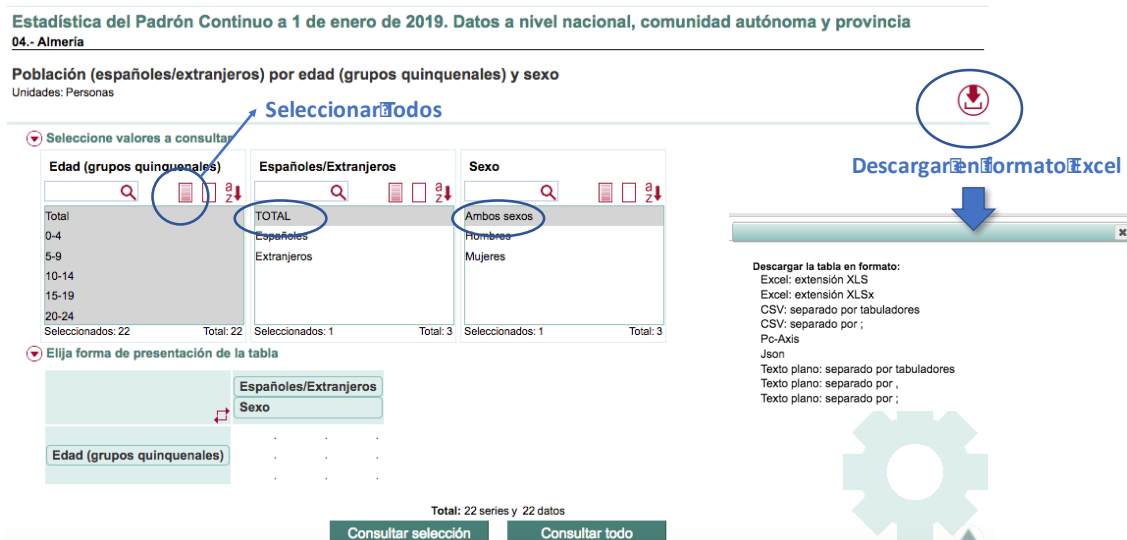 Estadística del Padrón Continuo a 1 de enero de 2019. Datos a nivel nacional, comunidad autónoma y provincia
04.- Almería
Población (españoles/extranjeros) por edad (grupos quinquenales) y sexo
Unidades: Personas
Seleccionar Todos
Seleccione valores a consultar
Descargar en formato Excel
Edad (grupos quinquenales)
Total
0-4
5-9
10-14
15-19
20-24
Seleccionados: 22 Total: 22
Españoles/Extranjeros
TOTAL
Españoles
Extranjeros
Seleccionados: 1 Total: 3
Sexo
Ambos sexos
Hombres
Mujeres
Seleccionados: 1 Total: 3
Descargar la tabla en formato:
Excel: extensión XLS
Excel: extensión XLSx
CSV: separado por tabuladores
CSV: separado por ;
Pc-Axis
Json
Texto plano: separado por tabuladores
Texto plano: separado por ,
Texto plano: separado por ;
Elija forma de presentación de la tabla
Españoles/Extranjeros
Sexo
Edad (grupos quinquenales)
Total: 22 series y 22 datos
Consultar selección
Consultar todo